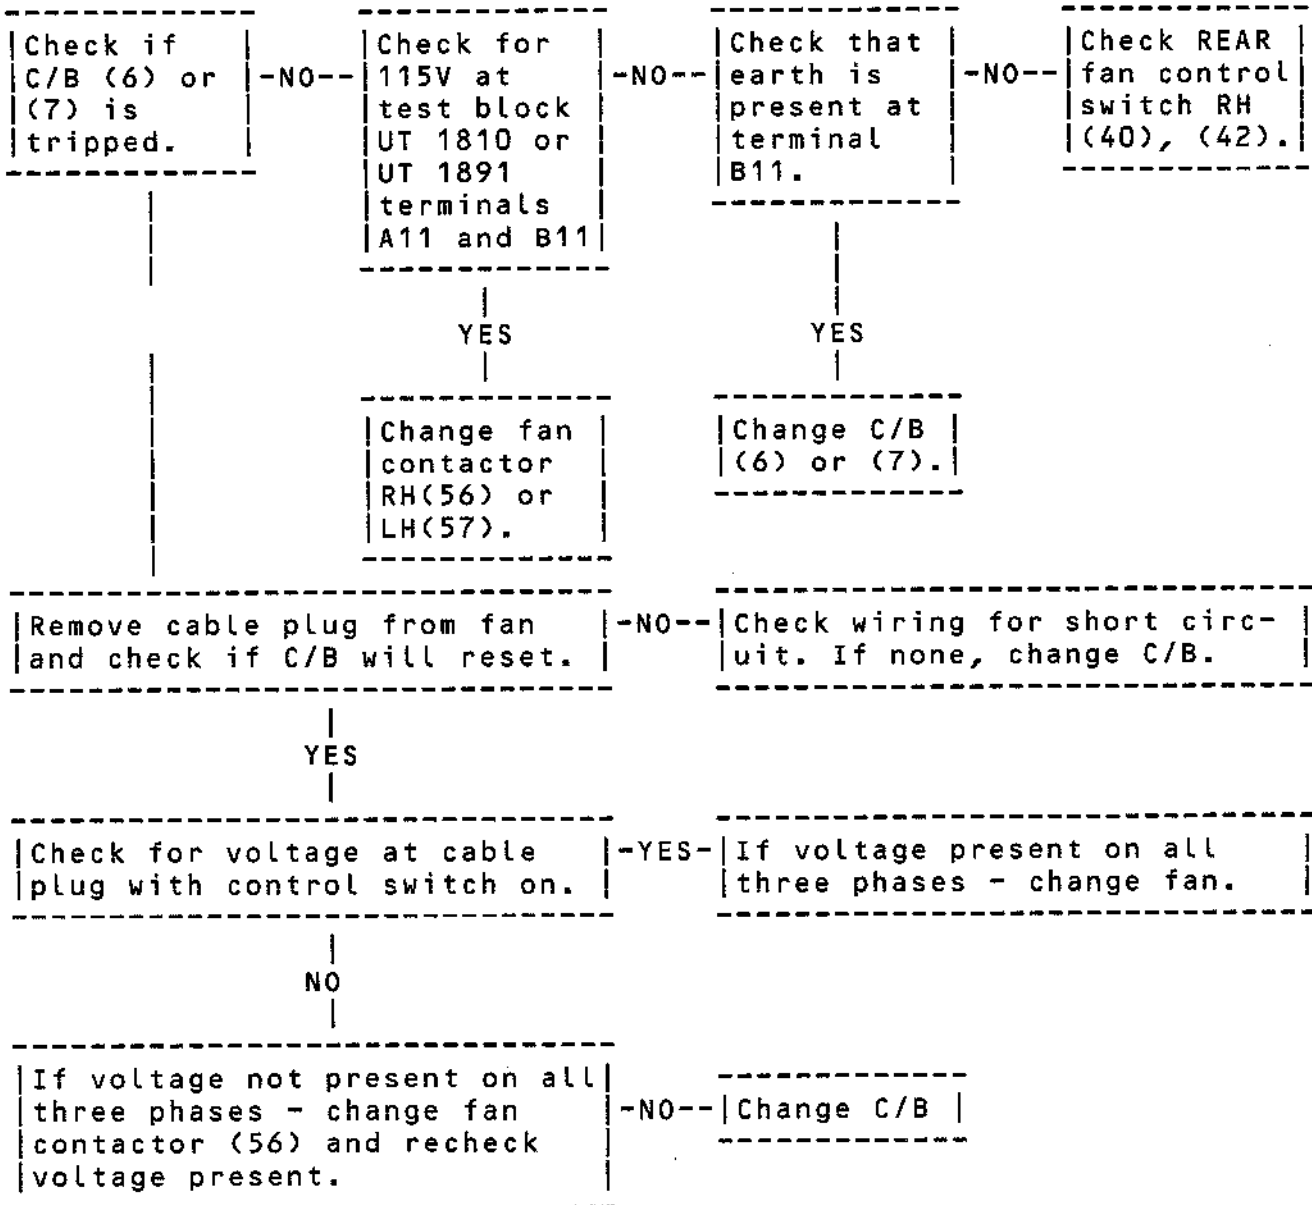 Check if
C/B (6) or
(7) is
tripped.
-NO--
Check for
115V at
test block
UT 1810 or
UT 1891
terminals
A11 and B11
-NO--
Check that
earth is
present at
terminal
B11.
-NO--
Check REAR
fan control
switch RH
(40), (42).
YES
YES
Change fan
contactor
RH(56) or
LH(57).
Change C/B
(6) or (7).
Remove cable plug from fan
and check if C/B will reset.
-NO--
Check wiring for short circ-
uit. If none, change C/B.
YES
Check for voltage at cable
plug with control switch on.
-YES-
If voltage present on all
three phases - change fan.
NO
If voltage not present on all
three phases - change fan
contactor (56) and recheck
voltage present.
-NO--
Change C/B